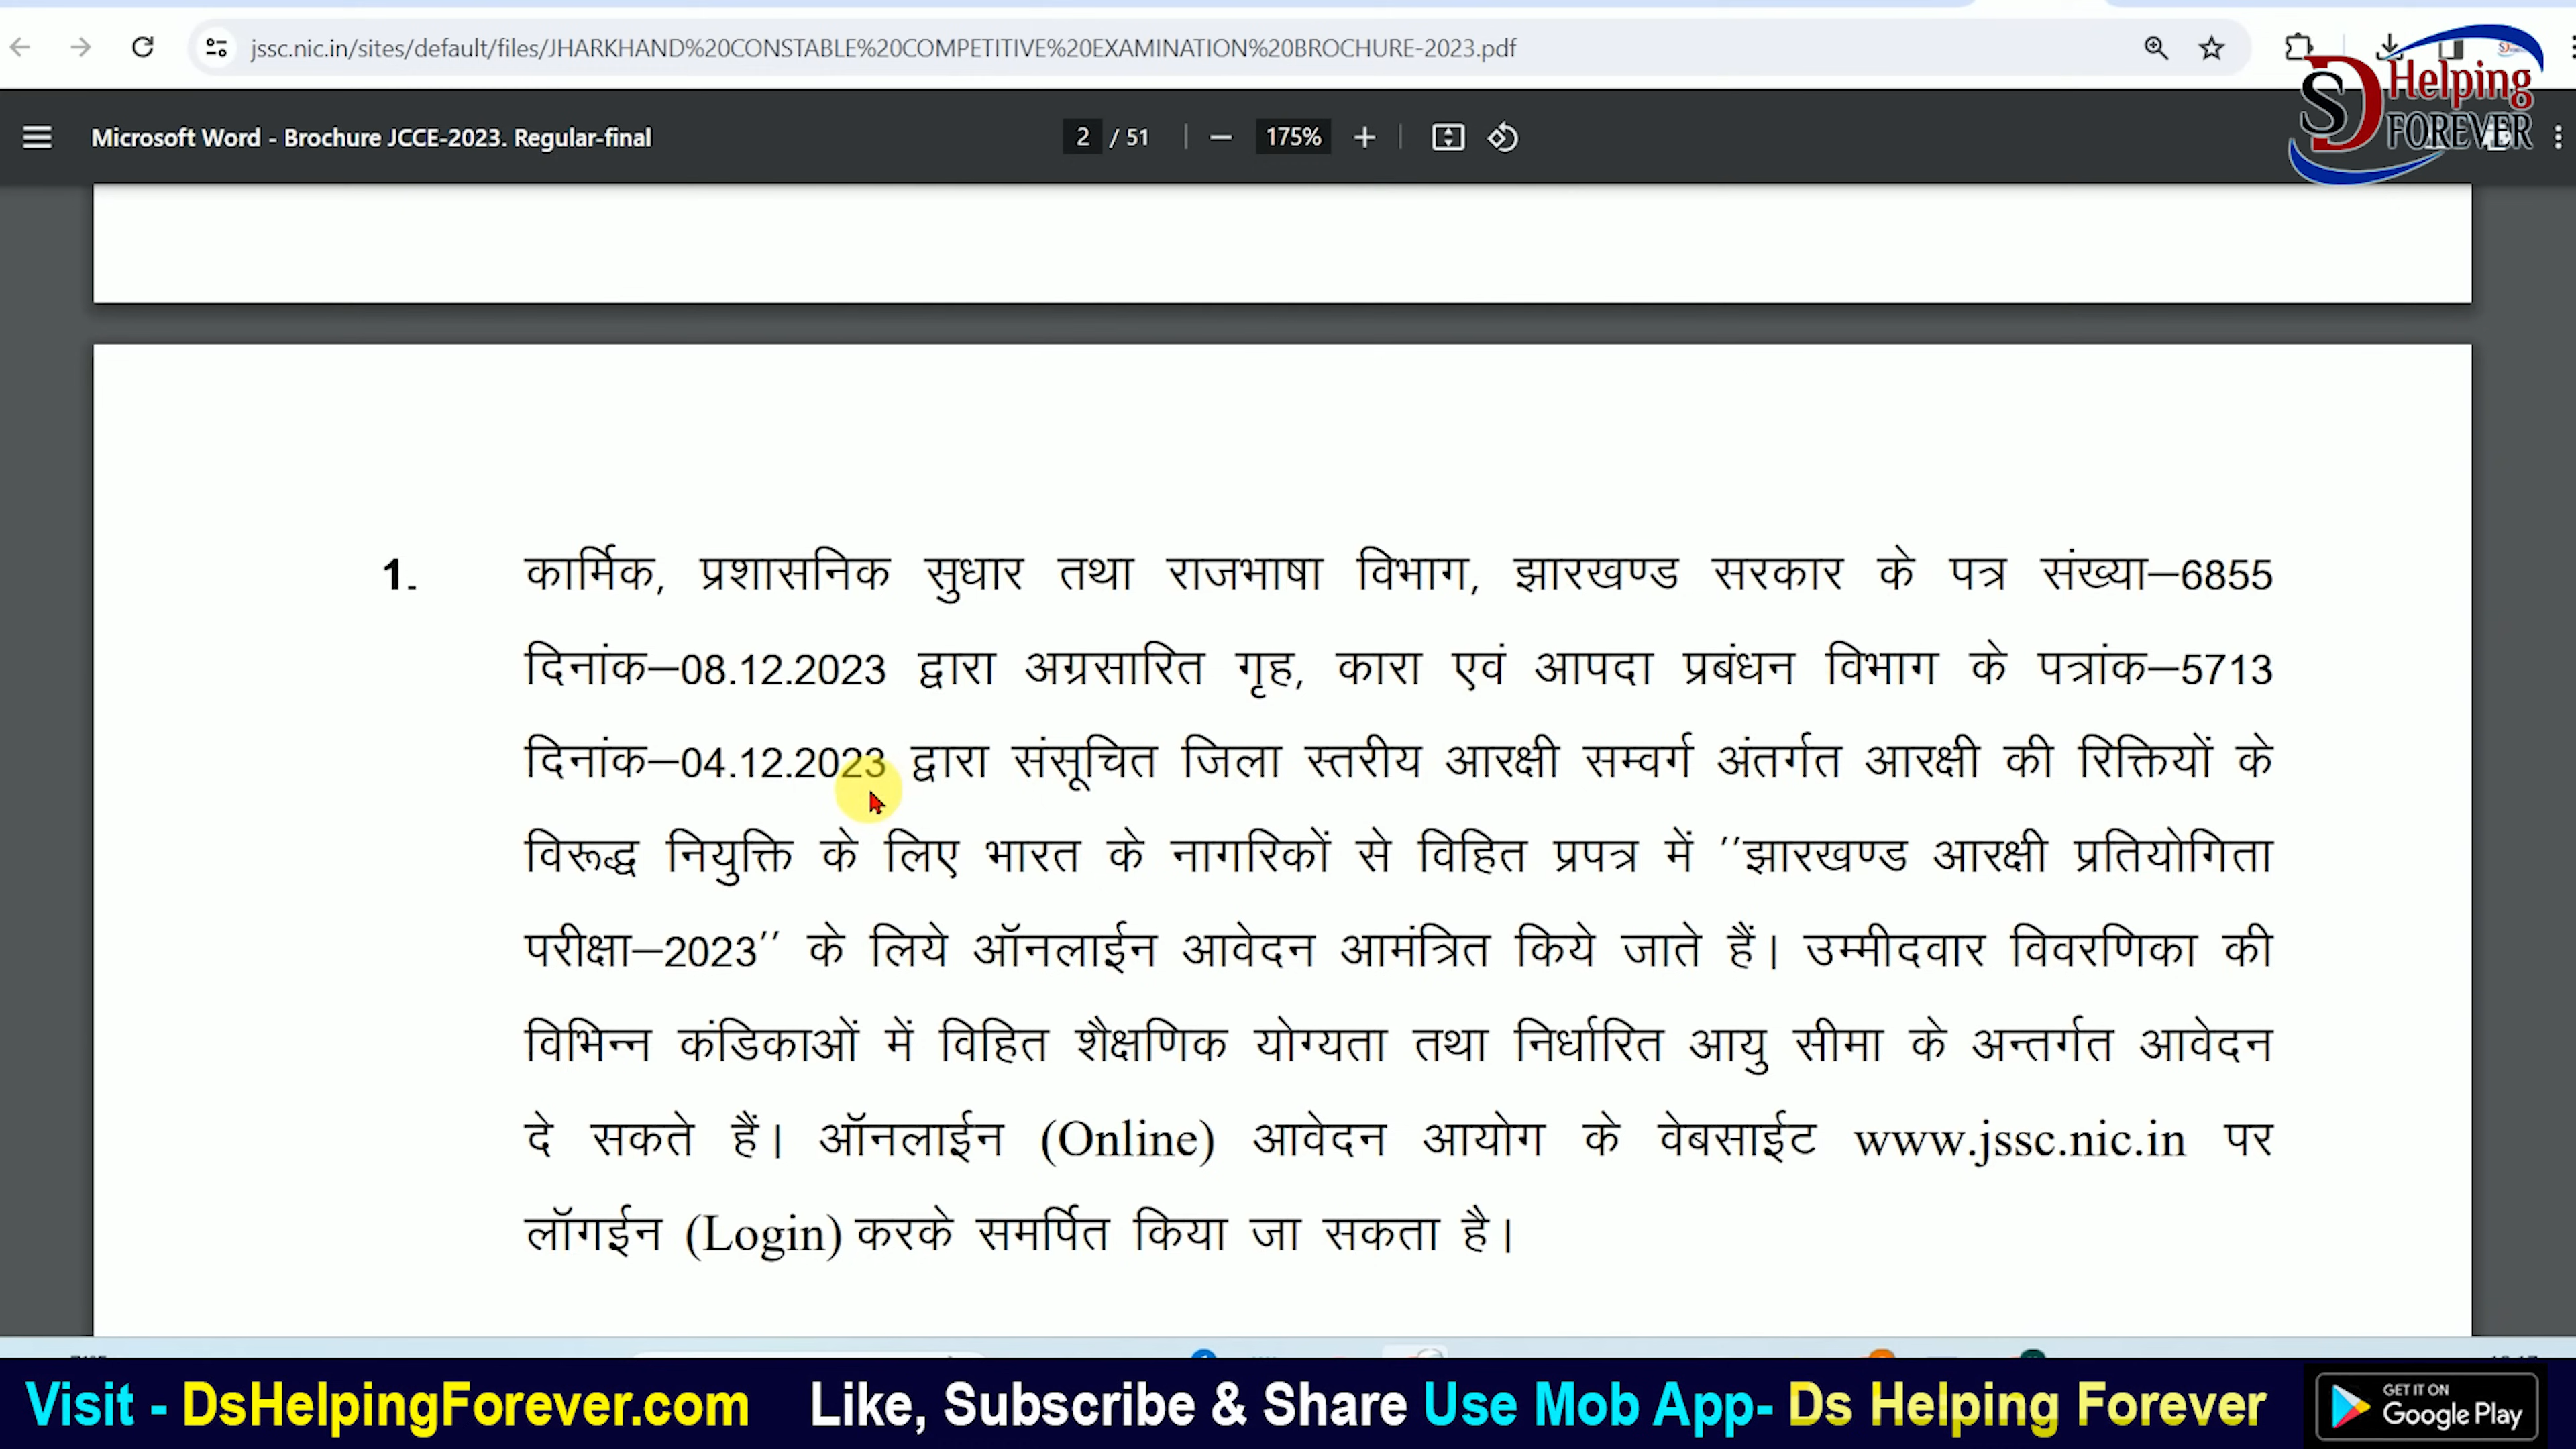 jssc.nic.in/sites/default/files/JHARKHAND%20CONSTABLE%20COMPETITIVE%20EXAMINATION%20BROCHURE-2023.pdf
SD Helping FOREVER
Microsoft Word - Brochure JCCE-2023. Regular-final 2 / 51 175%
1. कार्मिक, प्रशासनिक सुधार तथा राजभाषा विभाग, झारखण्ड सरकार के पत्र संख्या–6855
दिनांक–08.12.2023 द्वारा अग्रसारित गृह, कारा एवं आपदा प्रबंधन विभाग के पत्रांक–5713
दिनांक–04.12.2023 द्वारा संसूचित जिला स्तरीय आरक्षी सम्वर्ग अंतर्गत आरक्षी की रिक्तियों के
विरूद्ध नियुक्ति के लिए भारत के नागरिकों से विहित प्रपत्र में ’’झारखण्ड आरक्षी प्रतियोगिता
परीक्षा–2023’’ के लिये ऑनलाईन आवेदन आमंत्रित किये जाते हैं। उम्मीदवार विवरणिका की
विभिन्न कंडिकाओं में विहित शैक्षणिक योग्यता तथा निर्धारित आयु सीमा के अन्तर्गत आवेदन
दे सकते हैं। ऑनलाईन (Online) आवेदन आयोग के वेबसाईट www.jssc.nic.in पर
लॉगईन (Login) करके समर्पित किया जा सकता है।
Visit - DsHelpingForever.com Like, Subscribe & Share Use Mob App- Ds Helping Forever
GET IT ON
Google Play